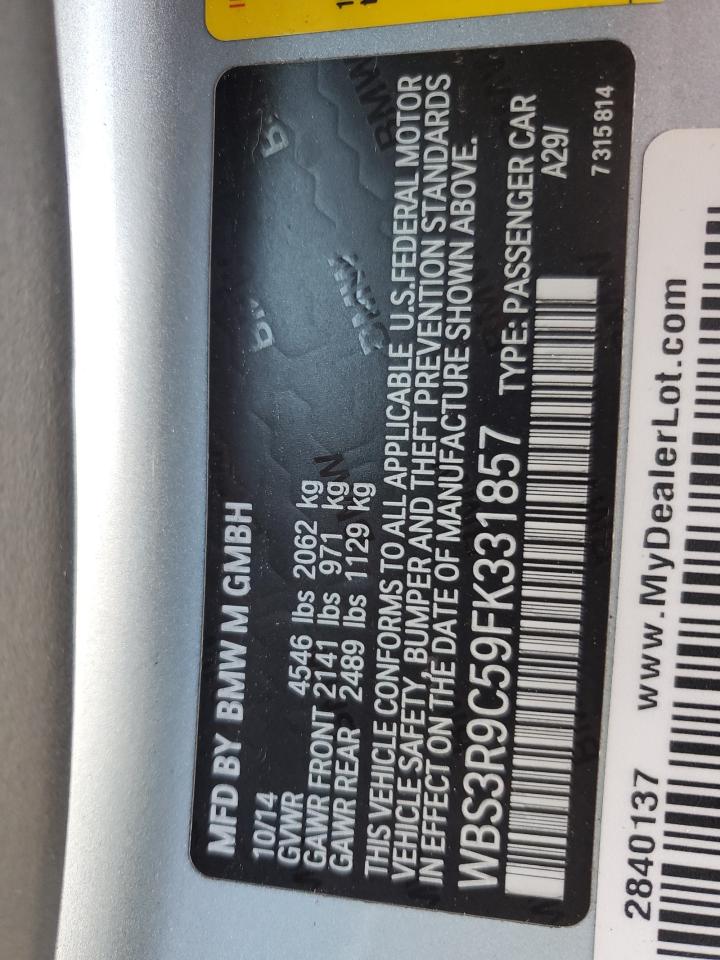 MFD BY BMW M GMBH
10/14
GVWR 4546 lbs 2062 kg
GAWR FRONT 2141 lbs 971 kg
GAWR REAR 2489 lbs 1129 kg
THIS VEHICLE CONFORMS TO ALL APPLICABLE U.S.FEDERAL MOTOR
VEHICLE SAFETY, BUMPER AND THEFT PREVENTION STANDARDS
IN EFFECT ON THE DATE OF MANUFACTURE SHOWN ABOVE.
WBS3R9C59FK331857 TYPE: PASSENGER CAR
A29/
7315814
2840137 www.MyDealerLot.com
BMW
BMW
BMW